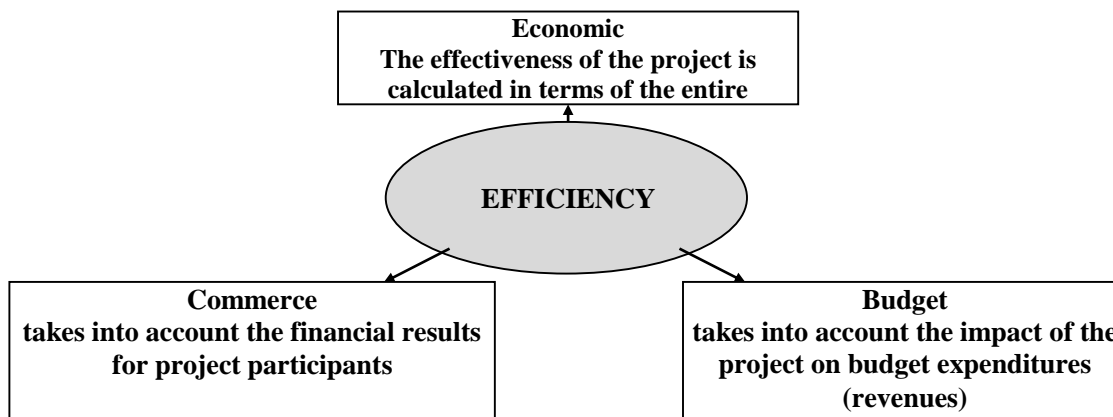 Economic
The effectiveness of the project is
calculated in terms of the entire
EFFICIENCY
Commerce
takes into account the financial results
for project participants
Budget
takes into account the impact of the
project on budget expenditures
(revenues)